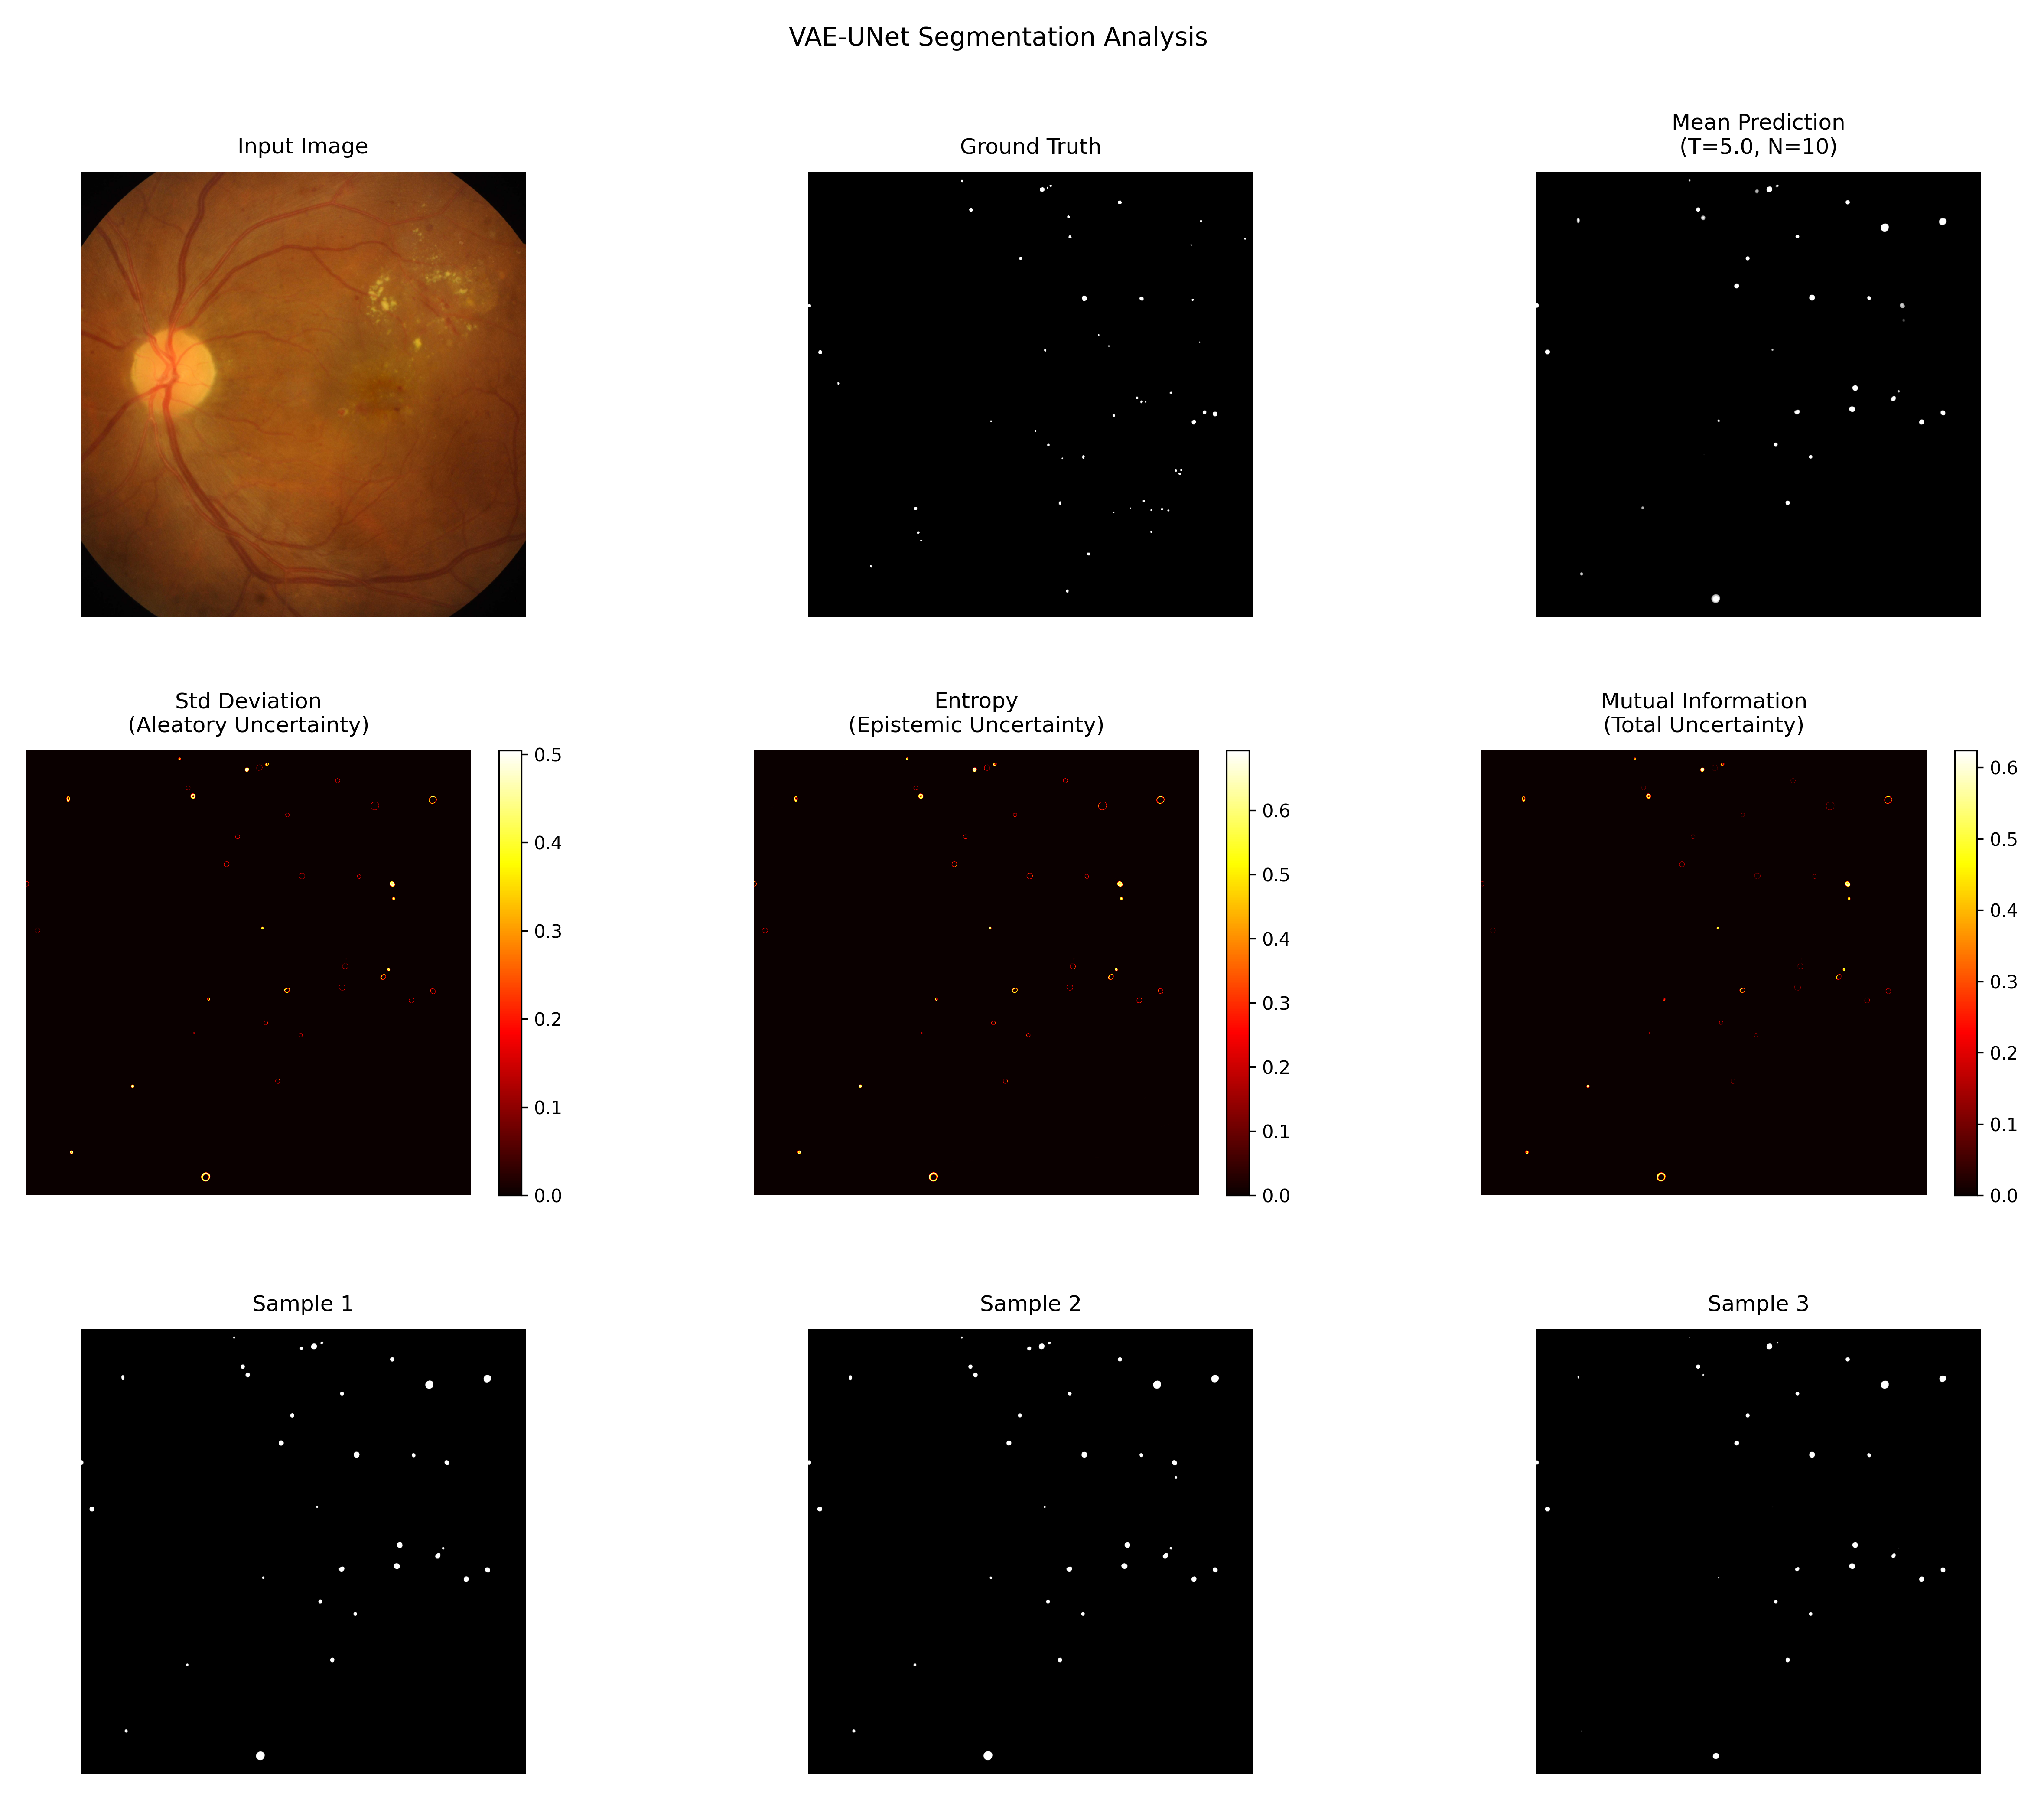 VAE-UNet Segmentation Analysis
Input Image
Ground Truth
Mean Prediction
(T=5.0, N=10)
Std Deviation
(Aleatory Uncertainty)
0.5
0.4
0.3
0.2
0.1
0.0
Entropy
(Epistemic Uncertainty)
0.6
0.5
0.4
0.3
0.2
0.1
0.0
Mutual Information
(Total Uncertainty)
0.6
0.5
0.4
0.3
0.2
0.1
0.0
Sample 1
Sample 2
Sample 3